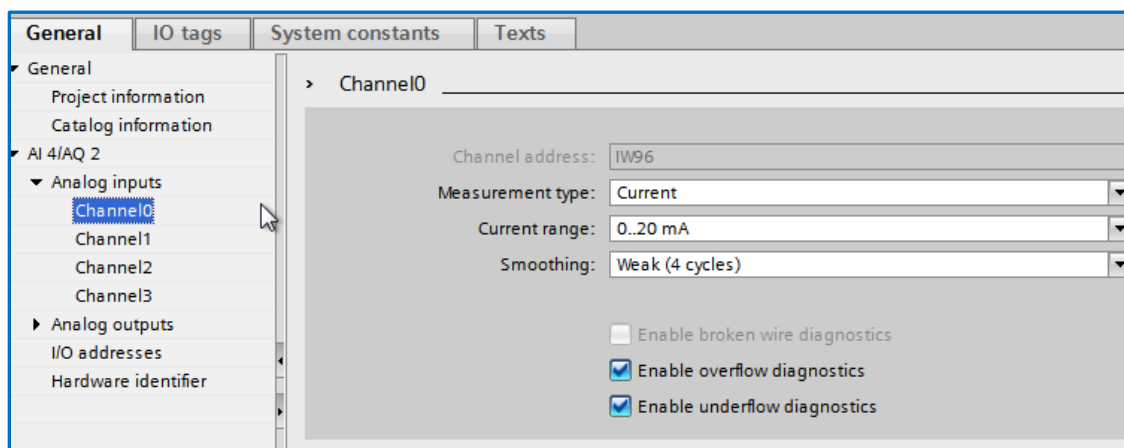 General IO tags System constants Texts
General
Project information
Catalog information
AI 4/AQ 2
Analog inputs
Channel0
Channel1
Channel2
Channel3
Analog outputs
I/O addresses
Hardware identifier
Channel0
Channel address: IW96
Measurement type: Current
Current range: 0..20 mA
Smoothing: Weak (4 cycles)
Enable broken wire diagnostics
Enable overflow diagnostics
Enable underflow diagnostics